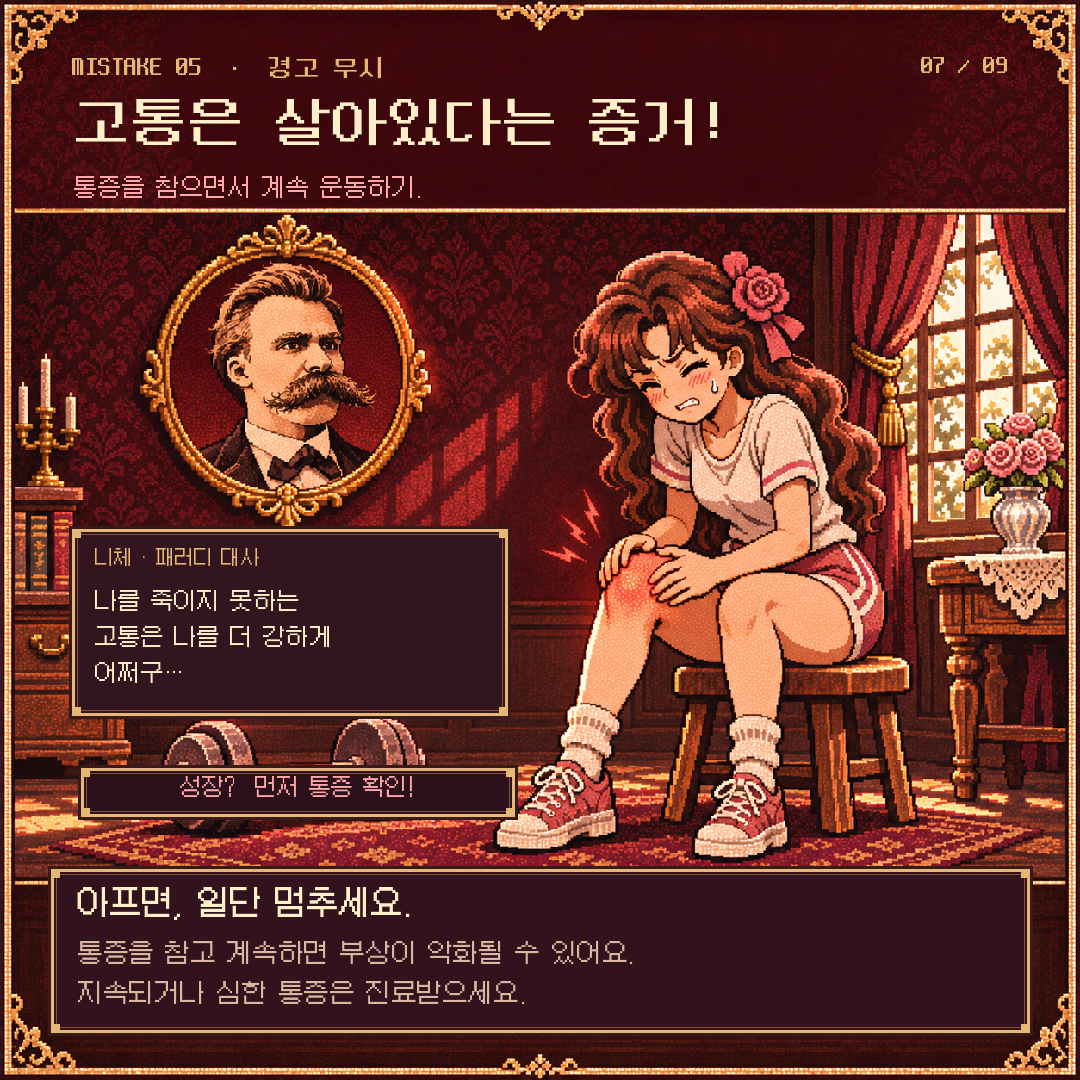 MISTAKE 05 · 경고 무시
07 / 09
고통은 살아있다는 증거!
통증을 참으면서 계속 운동하기.
니체 · 패러디 대사
나를 죽이지 못하는
고통은 나를 더 강하게
어쩌구…
성장? 먼저 통증 확인!
아프면, 일단 멈추세요.
통증을 참고 계속하면 부상이 악화될 수 있어요.
지속되거나 심한 통증은 진료받으세요.